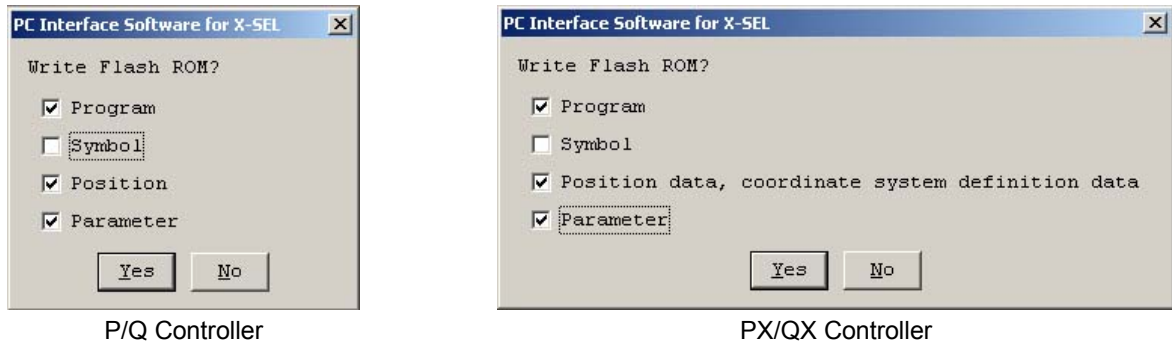 PC Interface Software for X-SEL
Write Flash ROM?
Program
Symbol
Position
Parameter
Yes No
P/Q Controller
PC Interface Software for X-SEL
Write Flash ROM?
Program
Symbol
Position data, coordinate system definition data
Parameter
Yes No
PX/QX Controller